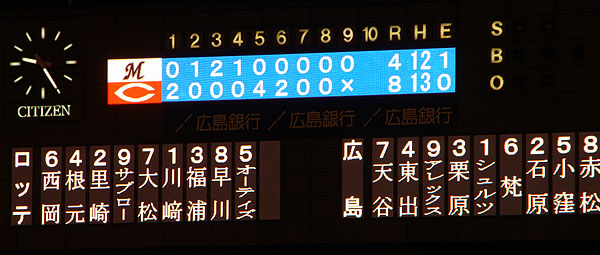 CITIZEN
1 2 3 4 5 6 7 8 9 10 R H E
M 0 1 2 1 0 0 0 0 0 4 12 1
C 2 0 0 0 4 2 0 0 × 8 13 0
S
B
O
／広島銀行 ／広島銀行 ／広島銀行
ロッテ
6 西岡
4 根元
2 里崎
9 サブロー
7 大松
1 川﨑
3 福浦
8 早川
5 オーティズ
広島
7 天谷
4 東出
9 アレックス
3 栗原
1 シュルツ
6 梵
2 石原
5 小窪
8 赤松